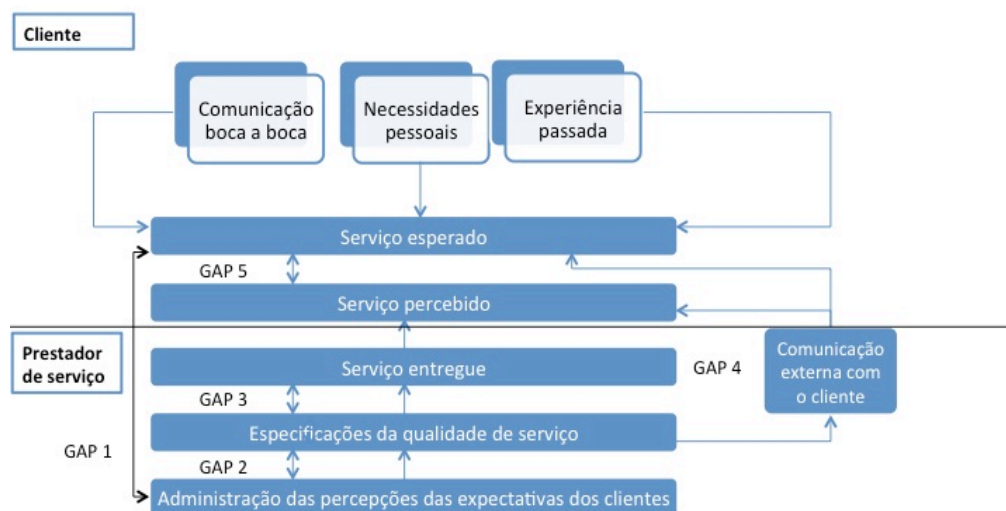 Cliente
Comunicação
boca a boca
Necessidades
pessoais
Experiência
passada
Serviço esperado
GAP 5
Serviço percebido
Prestador
de serviço
Serviço entregue
GAP 4
Comunicação
externa com
o cliente
GAP 3
Especificações da qualidade de serviço
GAP 1
GAP 2
Administração das percepções das expectativas dos clientes